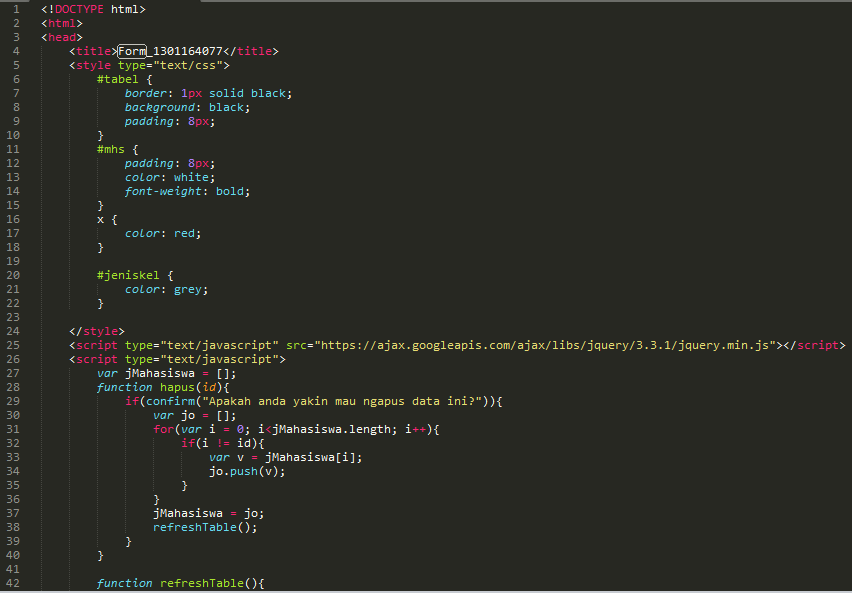 1 <!DOCTYPE html>
2 <html>
3 <head>
4     <title>Form_1301164077</title>
5     <style type="text/css">
6         #tabel {
7             border: 1px solid black;
8             background: black;
9             padding: 8px;
10         }
11         #mhs {
12             padding: 8px;
13             color: white;
14             font-weight: bold;
15         }
16         x {
17             color: red;
18         }
19
20         #jeniskel {
21             color: grey;
22         }
23
24     </style>
25     <script type="text/javascript" src="https://ajax.googleapis.com/ajax/libs/jquery/3.3.1/jquery.min.js"></script>
26     <script type="text/javascript">
27         var jMahasiswa = [];
28         function hapus(id){
29             if(confirm("Apakah anda yakin mau ngapus data ini?")){
30                 var jo = [];
31                 for(var i = 0; i<jMahasiswa.length; i++){
32                     if(i != id){
33                         var v = jMahasiswa[i];
34                         jo.push(v);
35                     }
36                 }
37                 jMahasiswa = jo;
38                 refreshTable();
39             }
40         }
41
42         function refreshTable(){